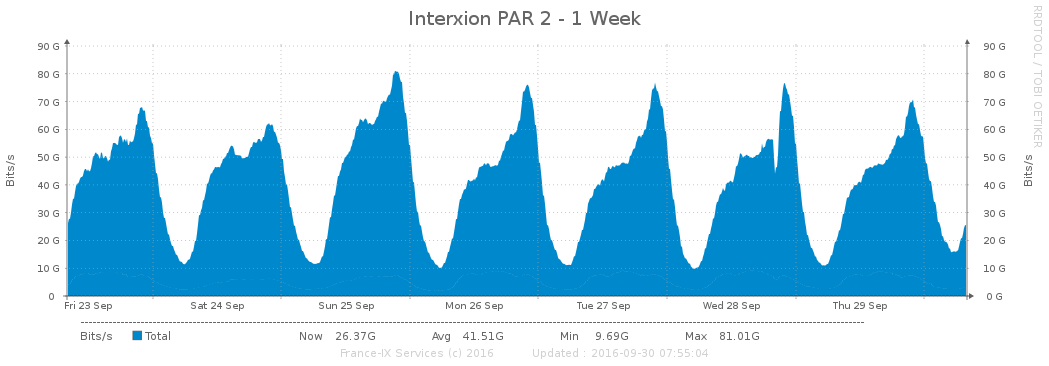 Interxion PAR 2 - 1 Week
RRDTOOL / TOBI OETIKER
90 G 90 G
80 G 80 G
70 G 70 G
60 G 60 G
50 G 50 G
40 G 40 G
30 G 30 G
20 G 20 G
10 G 10 G
0 0 G
Bits/s
Bits/s
Fri 23 Sep Sat 24 Sep Sun 25 Sep Mon 26 Sep Tue 27 Sep Wed 28 Sep Thu 29 Sep
Bits/s Total Now 26.37G Avg 41.51G Min 9.69G Max 81.01G
France-IX Services (c) 2016 Updated : 2016-09-30 07:55:04